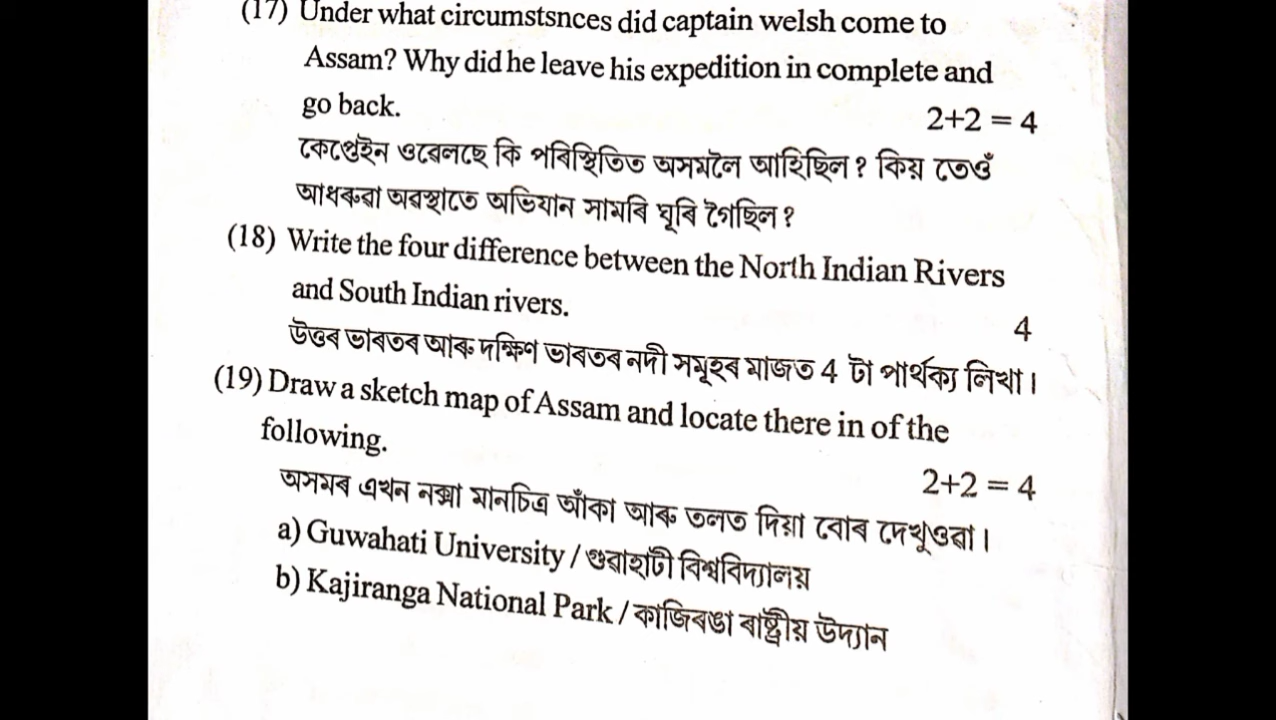 (17) Under what circumstsnces did captain welsh come to
Assam? Why did he leave his expedition in complete and
go back. 2+2 = 4
কেপ্তেইন ওৱেলছে কি পৰিস্থিতিত অসমলৈ আহিছিল ? কিয় তেওঁ
আধৰুৱা অৱস্থাতে অভিযান সামৰি ঘূৰি গৈছিল ?
(18) Write the four difference between the North Indian Rivers
and South Indian rivers. 4
উত্তৰ ভাৰতৰ আৰু দক্ষিণ ভাৰতৰ নদী সমূহৰ মাজত 4 টা পাৰ্থক্য লিখা ।
(19) Draw a sketch map of Assam and locate there in of the
following. 2+2 = 4
অসমৰ এখন নক্সা মানচিত্ৰ আঁকা আৰু তলত দিয়া বোৰ দেখুওৱা ।
a) Guwahati University / গুৱাহাটী বিশ্ববিদ্যালয়
b) Kajiranga National Park / কাজিৰঙা ৰাষ্ট্ৰীয় উদ্যান